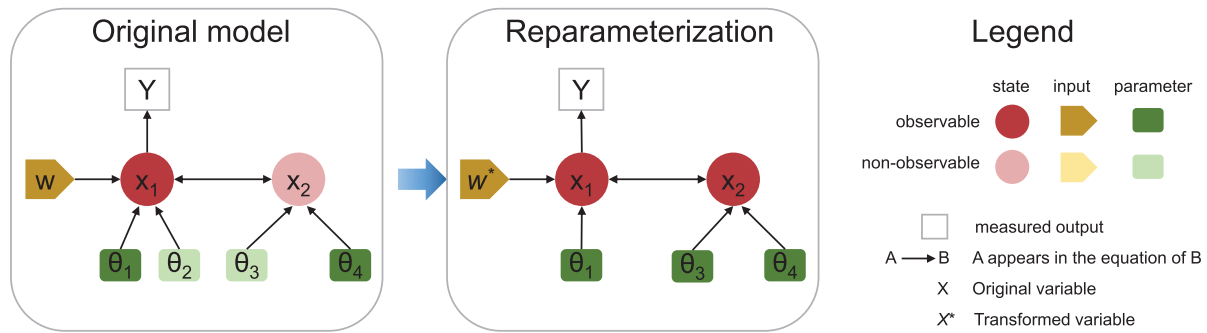 Original model
Y
w
x₁
x₂
θ₁
θ₂
θ₃
θ₄
Reparameterization
Y
w*
x₁
x₂
θ₁
θ₃
θ₄
Legend
state input parameter
observable
non-observable
measured output
A B A appears in the equation of B
X Original variable
X* Transformed variable